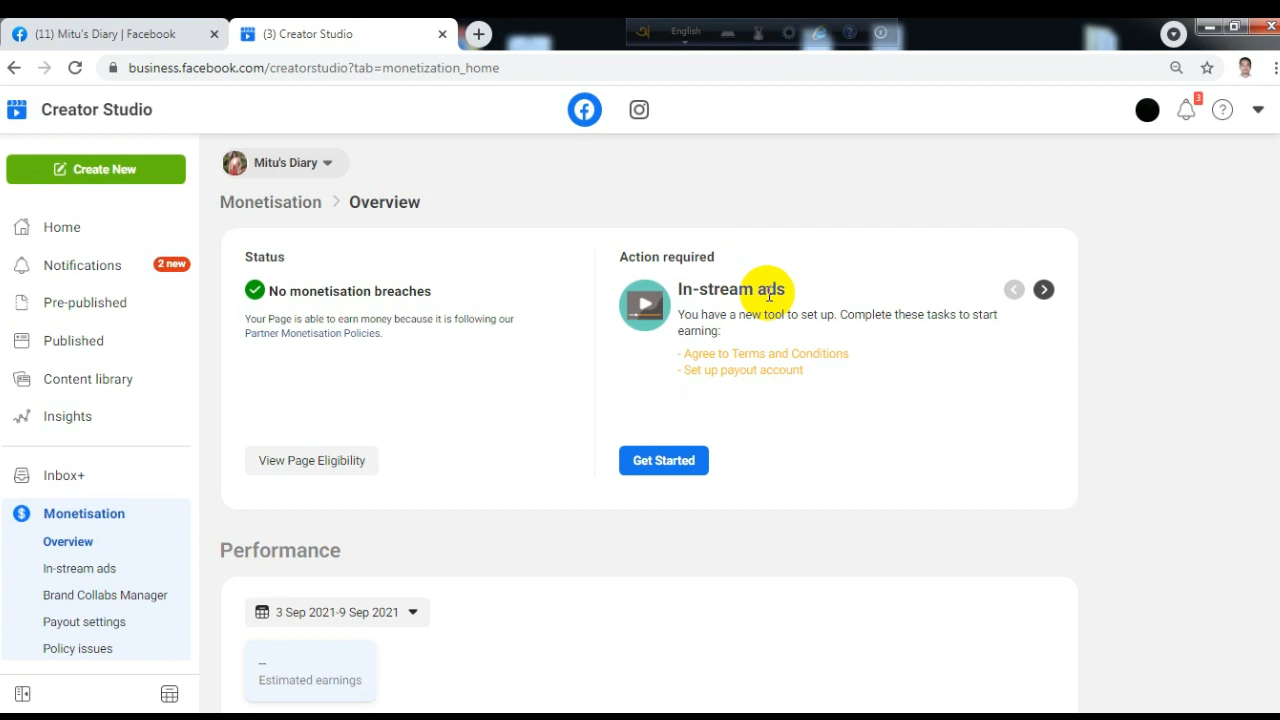 (11) Mitu's Diary | Facebook
(3) Creator Studio
English
business.facebook.com/creatorstudio?tab=monetization_home
Creator Studio
3
Create New
Mitu's Diary
Monetisation > Overview
Home
Notifications 2 new
Pre-published
Published
Content library
Insights
Inbox+
Monetisation
Overview
In-stream ads
Brand Collabs Manager
Payout settings
Policy issues
Status
No monetisation breaches
Your Page is able to earn money because it is following our
Partner Monetisation Policies.
View Page Eligibility
Action required
In-stream ads
You have a new tool to set up. Complete these tasks to start
earning:
- Agree to Terms and Conditions
- Set up payout account
Get Started
Performance
3 Sep 2021-9 Sep 2021
--
Estimated earnings